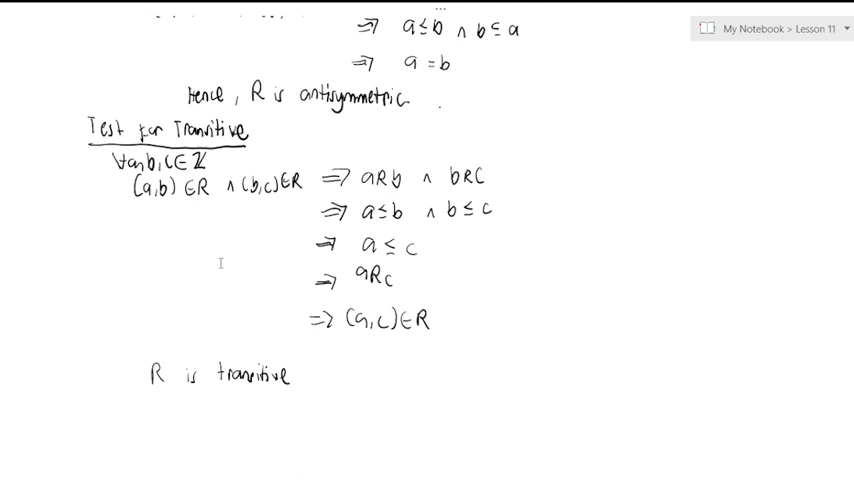 ⇒ a ≤ b ∧ b ≤ a
My Notebook > Lesson 11
⇒ a = b
Hence, R is antisymmetric.
Test for Transitive
∀a,b,c∈ℤ
(a,b) ∈R ∧ (b,c)∈R ⇒ aRb ∧ bRc
⇒ a ≤ b ∧ b ≤ c
⇒ a ≤ c
⇒ aRc
⇒ (a,c)∈R
R is transitive